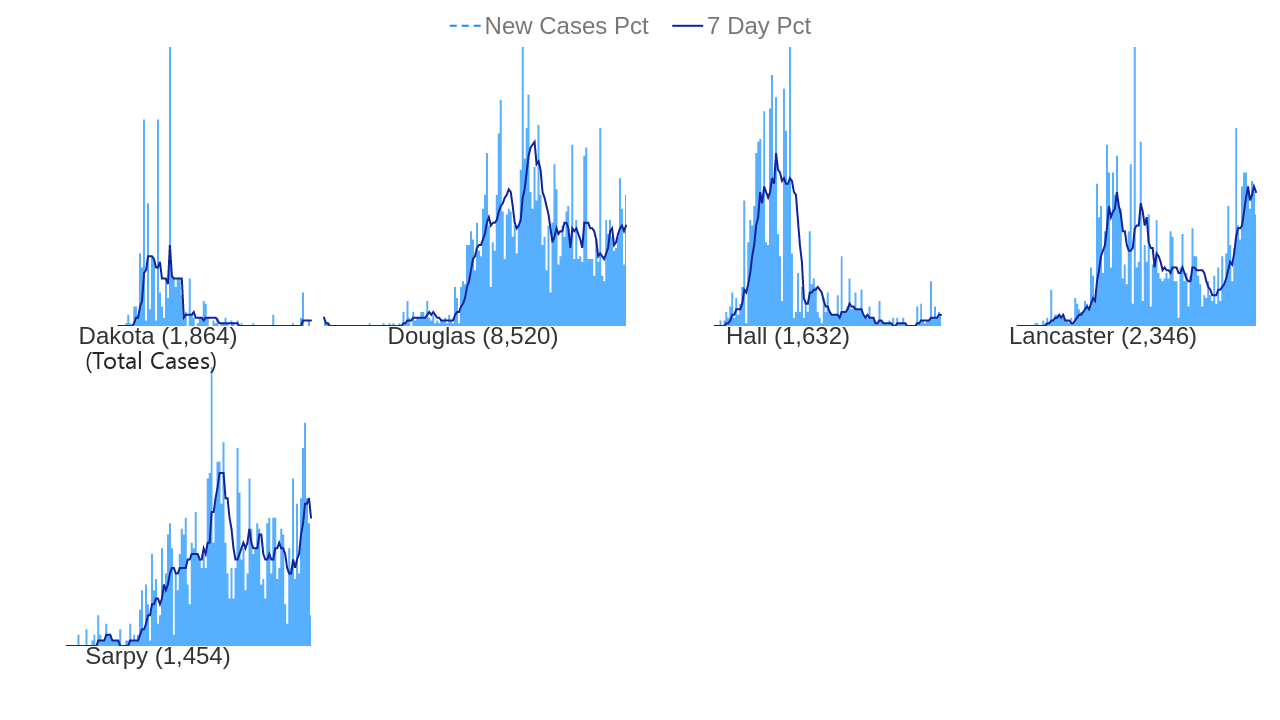 New Cases Pct 7 Day Pct
Dakota (1,864) Douglas (8,520) Hall (1,632) Lancaster (2,346)
(Total Cases)
Sarpy (1,454)